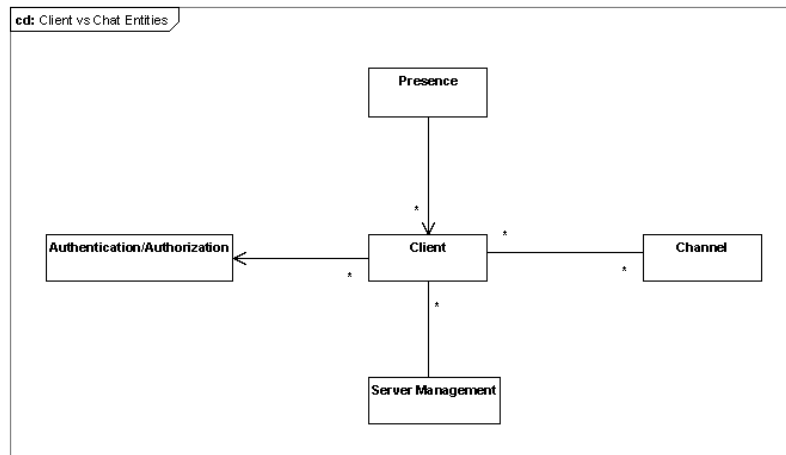 cd: Client vs Chat Entities
Presence
*
Authentication/Authorization
Client
*
Channel
*
*
*
Server Management